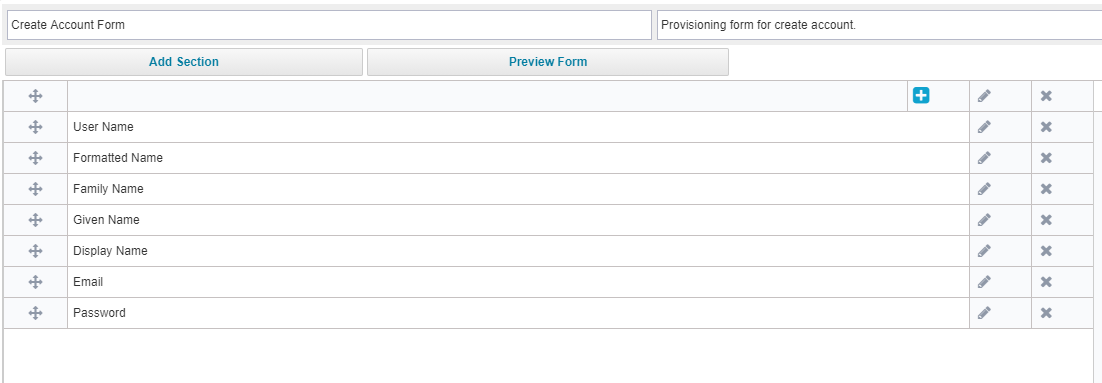 Create Account Form
Provisioning form for create account.
Add Section
Preview Form
User Name
Formatted Name
Family Name
Given Name
Display Name
Email
Password